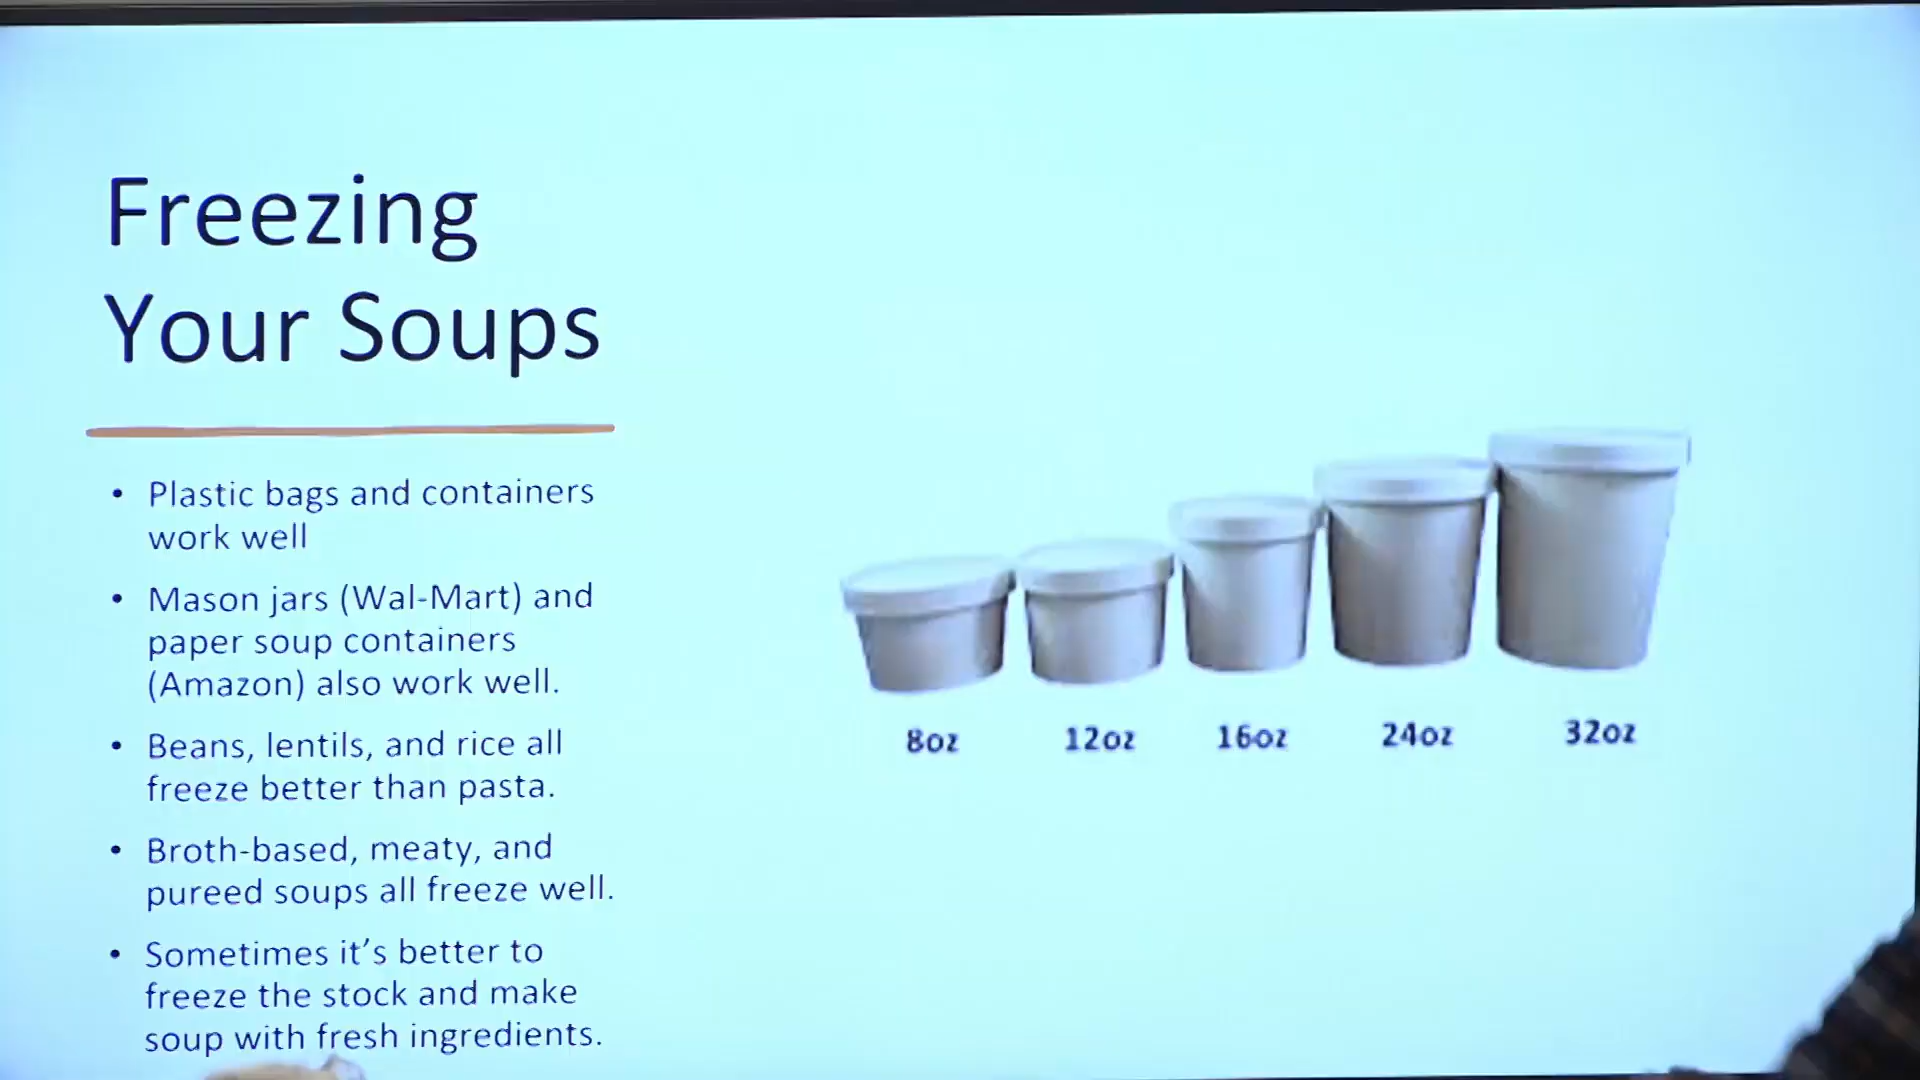 Freezing
Your Soups
• Plastic bags and containers
work well
• Mason jars (Wal-Mart) and
paper soup containers
(Amazon) also work well.
• Beans, lentils, and rice all
freeze better than pasta.
• Broth-based, meaty, and
pureed soups all freeze well.
• Sometimes it's better to
freeze the stock and make
soup with fresh ingredients.
8oz 12oz 16oz 24oz 32oz